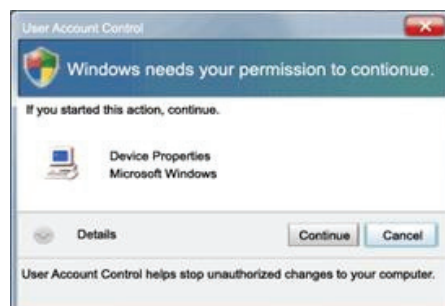 User Account Control
Windows needs your permission to contionue.
If you started this action, continue.
Device Properties
Microsoft Windows
Details
Continue
Cancel
User Account Control helps stop unauthorized changes to your computer.